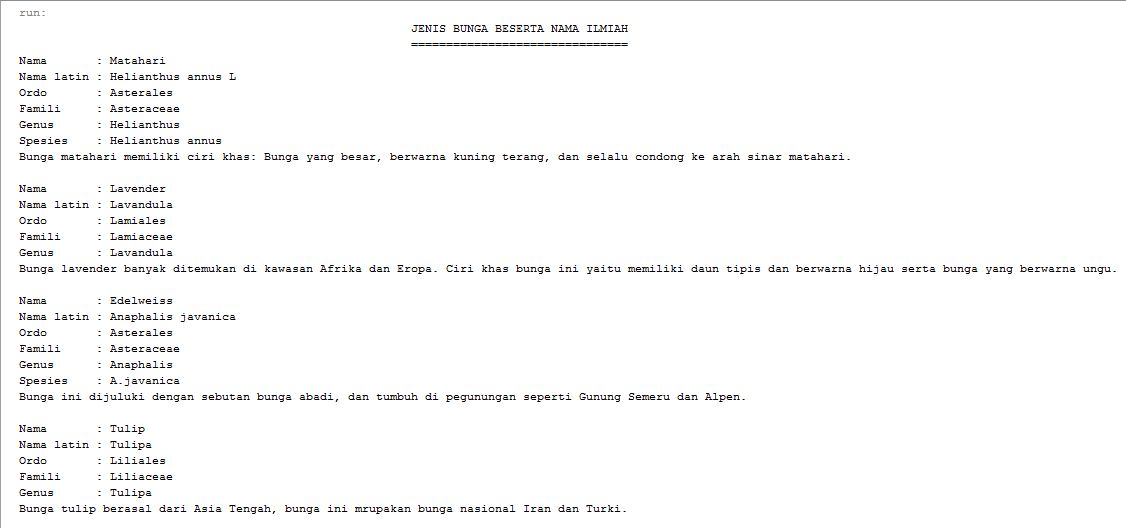 run:
JENIS BUNGA BESERTA NAMA ILMIAH
===============================
Nama       : Matahari
Nama latin : Helianthus annus L
Ordo       : Asterales
Famili     : Asteraceae
Genus      : Helianthus
Spesies    : Helianthus annus
Bunga matahari memiliki ciri khas: Bunga yang besar, berwarna kuning terang, dan selalu condong ke arah sinar matahari.
Nama       : Lavender
Nama latin : Lavandula
Ordo       : Lamiales
Famili     : Lamiaceae
Genus      : Lavandula
Bunga lavender banyak ditemukan di kawasan Afrika dan Eropa. Ciri khas bunga ini yaitu memiliki daun tipis dan berwarna hijau serta bunga yang berwarna ungu.
Nama       : Edelweiss
Nama latin : Anaphalis javanica
Ordo       : Asterales
Famili     : Asteraceae
Genus      : Anaphalis
Spesies    : A.javanica
Bunga ini dijuluki dengan sebutan bunga abadi, dan tumbuh di pegunungan seperti Gunung Semeru dan Alpen.
Nama       : Tulip
Nama latin : Tulipa
Ordo       : Liliales
Famili     : Liliaceae
Genus      : Tulipa
Bunga tulip berasal dari Asia Tengah, bunga ini mrupakan bunga nasional Iran dan Turki.